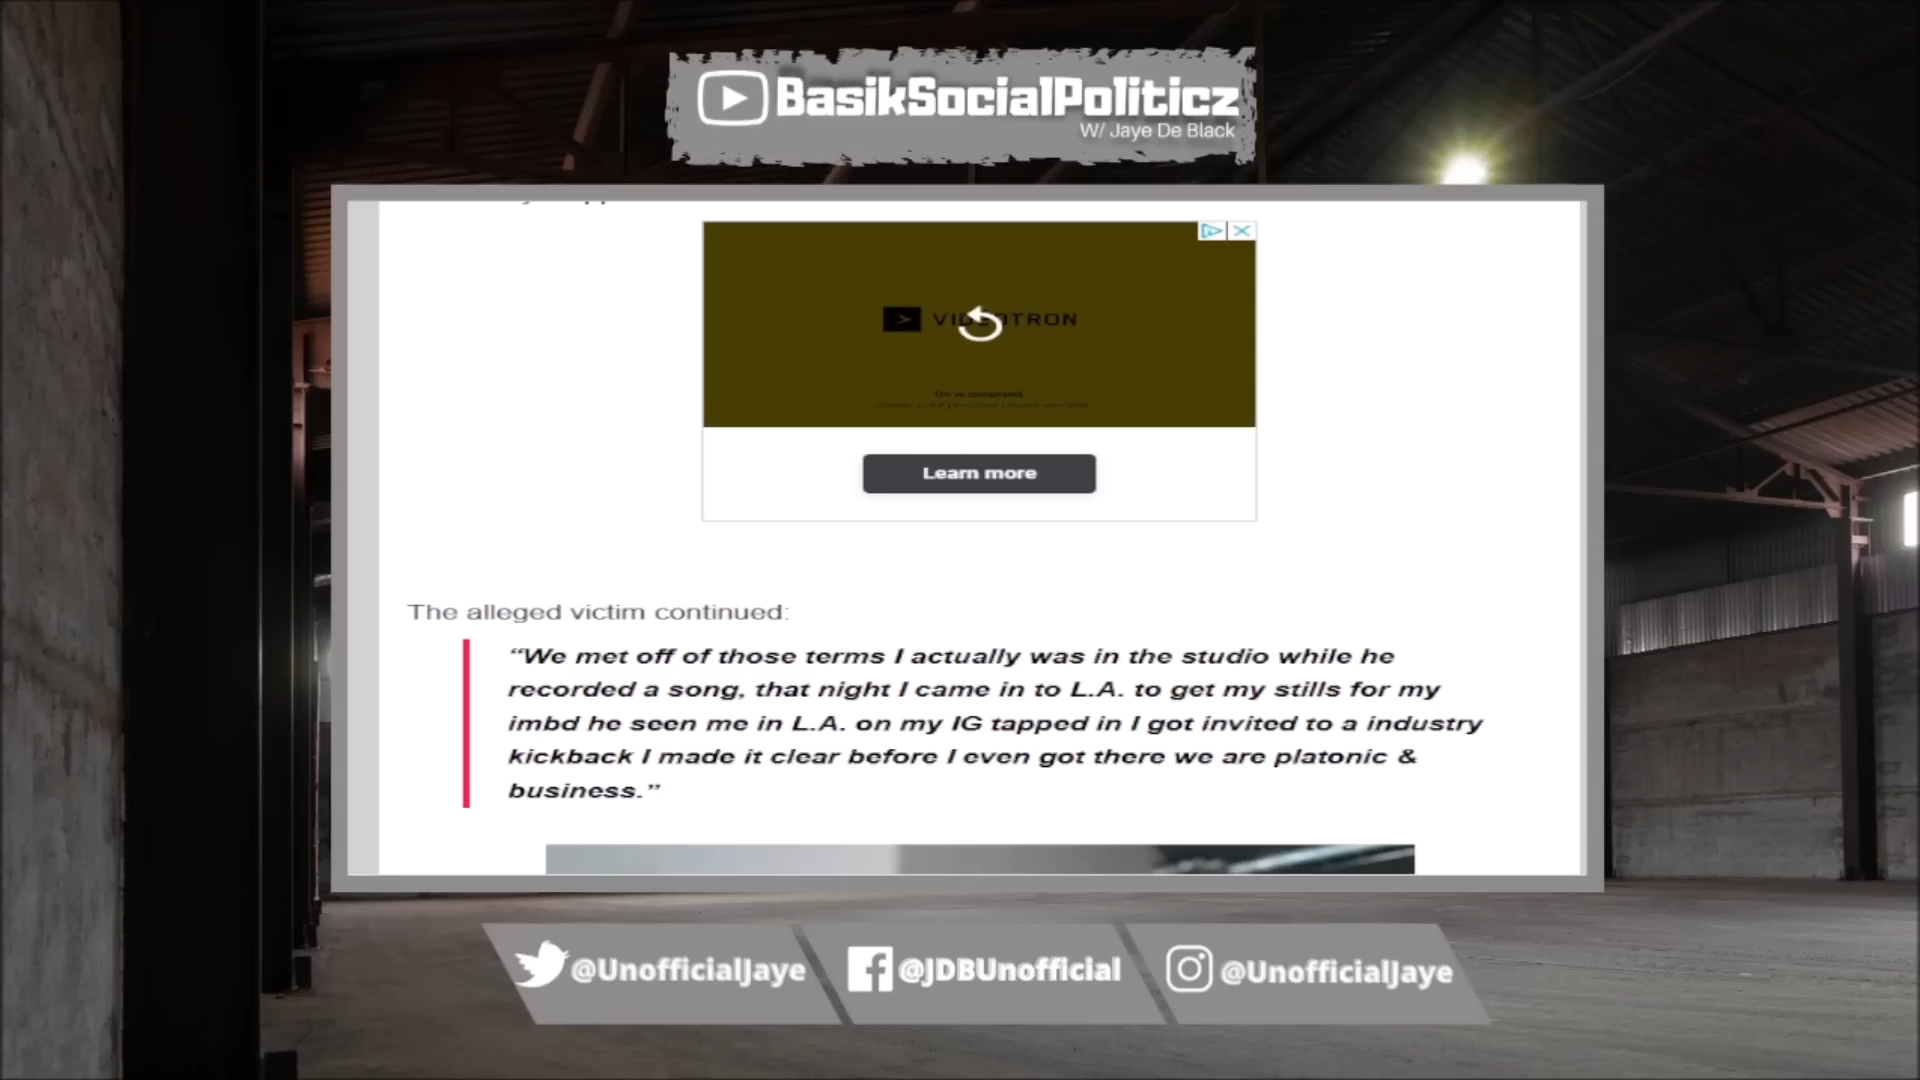 BasikSocialPoliticz
W/ Jaye De Black
VIDEOTRON
Learn more
The alleged victim continued:
“We met off of those terms I actually was in the studio while he
recorded a song, that night I came in to L.A. to get my stills for my
imbd he seen me in L.A. on my IG tapped in I got invited to a industry
kickback I made it clear before I even got there we are platonic &
business.”
@UnofficialJaye
@JDBUnofficial
@UnofficialJaye